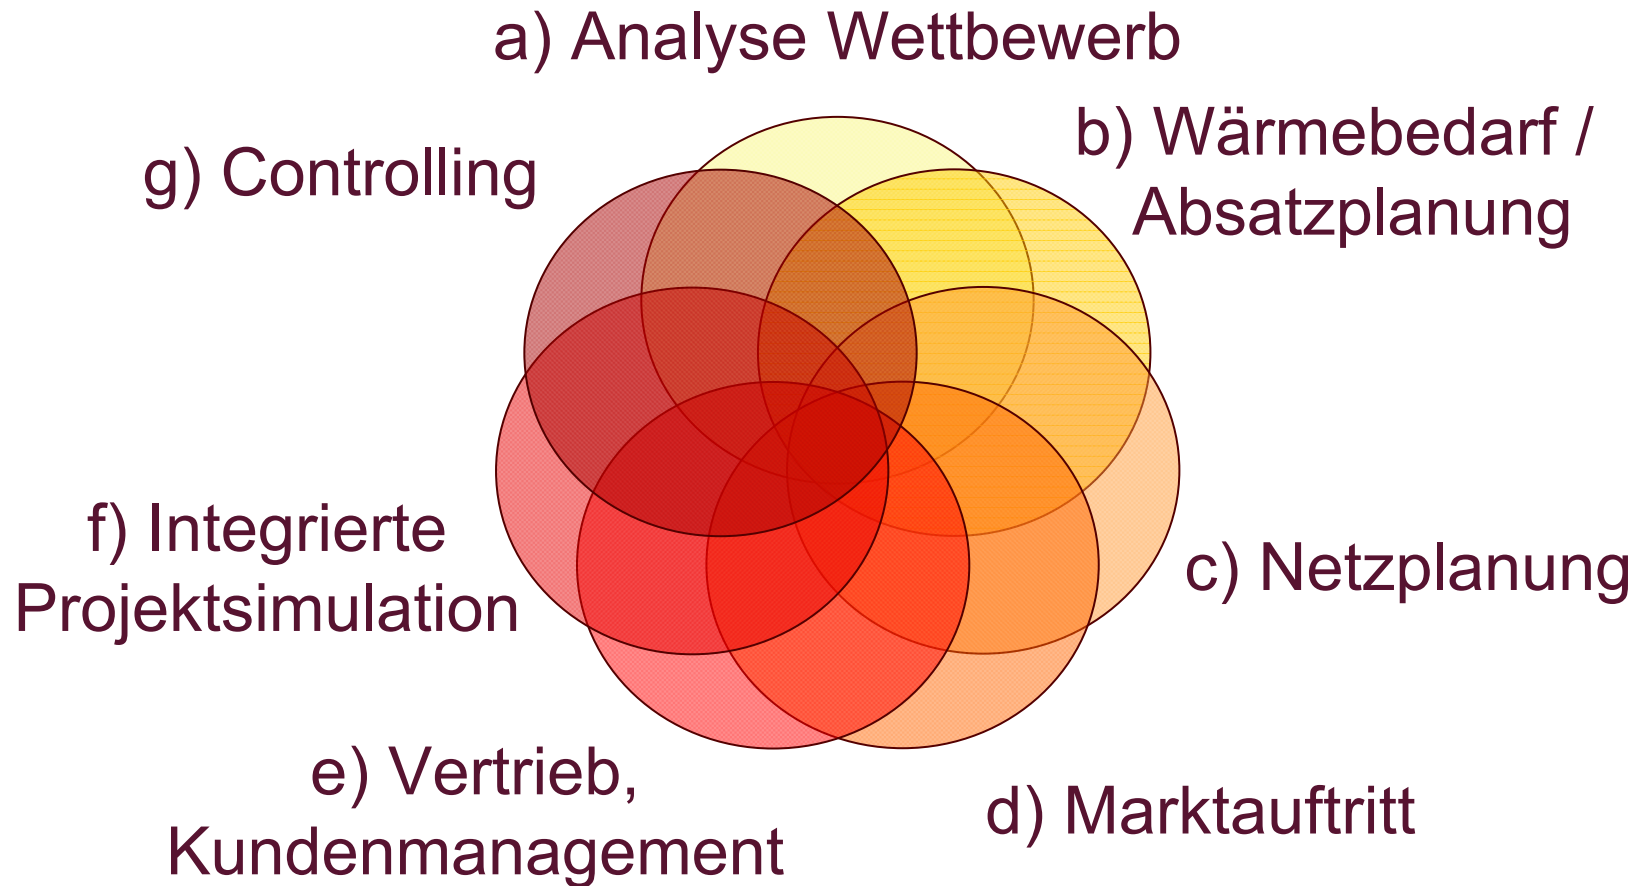 a) Analyse Wettbewerb
b) Wärmebedarf /
Absatzplanung
c) Netzplanung
d) Marktauftritt
e) Vertrieb,
Kundenmanagement
f) Integrierte
Projektsimulation
g) Controlling